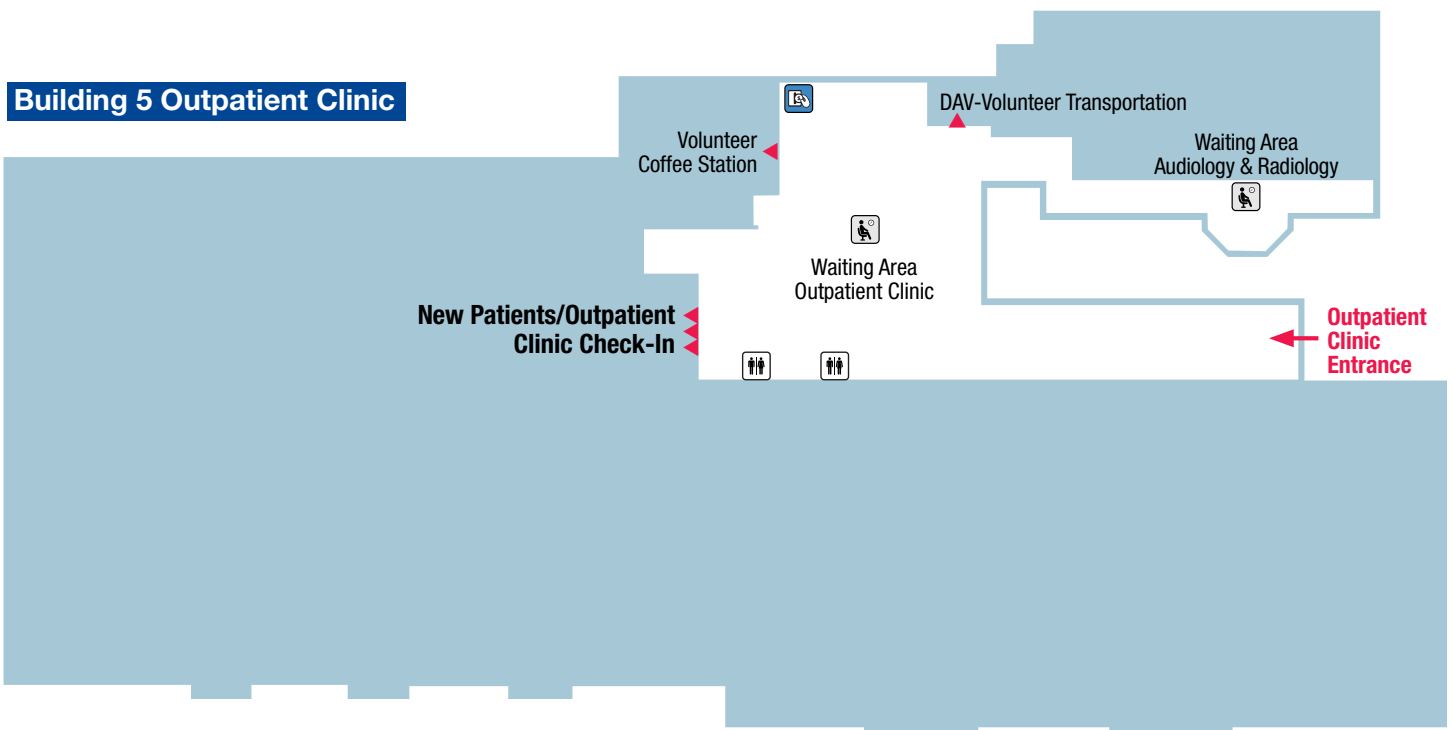 Building 5 Outpatient Clinic
DAV-Volunteer Transportation
Volunteer
Coffee Station
Waiting Area
Audiology & Radiology
Waiting Area
Outpatient Clinic
New Patients/Outpatient
Clinic Check-In
Outpatient
Clinic
Entrance